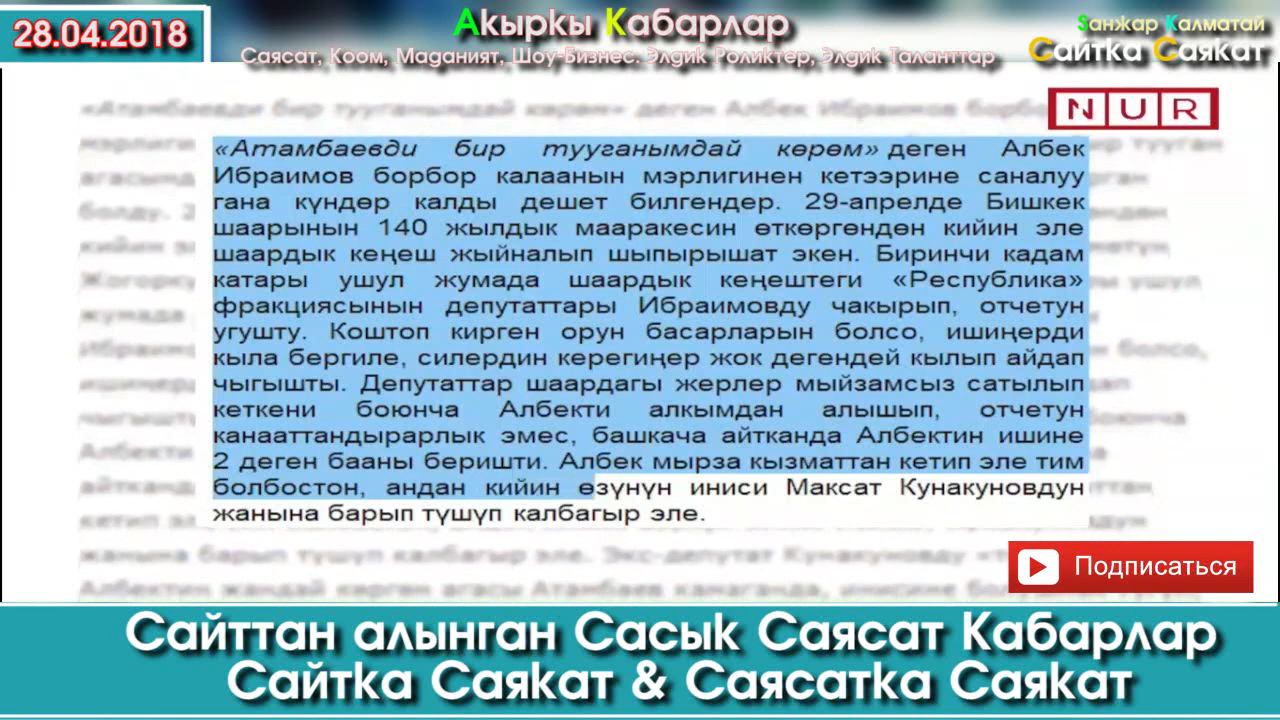 28.04.2018
Акыркы Кабарлар
Саясат, Коом, Маданият, Шоу-Бизнес. Элдик Роликтер, Элдик Таланттар
Sанжар Калматай
Сайтка Саякат
NUR
«Атамбаевди бир тууганымдай көрөм» деген Албек
Ибраимов борбор калаанын мэрлигинен кетээрине саналуу
гана күндөр калды дешет билгендер. 29-апрелде Бишкек
шаарынын 140 жылдык мааракесин өткөргөндөн кийин эле
шаардык кеңеш жыйналып шыпырышат экен. Биринчи кадам
катары ушул жумада шаардык кеңештеги «Республика»
фракциясынын депутаттары Ибраимовду чакырып, отчетун
угушту. Коштоп кирген орун басарларын болсо, ишиңерди
кыла бергиле, силердин керегиңер жок дегендей кылып айдап
чыгышты. Депутаттар шаардагы жерлер мыйзамсыз сатылып
кеткени боюнча Албекти алкымдан алышып, отчетун
канааттандырарлык эмес, башкача айтканда Албектин ишине
2 деген бааны беришти. Албек мырза кызматтан кетип эле тим
болбостон, андан кийин өзүнүн иниси Максат Кунакуновдун
жанына барып түшүп калбагыр эле.
Подписаться
Сайттан алынган Сасык Саясат Кабарлар
Сайтка Саякат & Саясатка Саякат